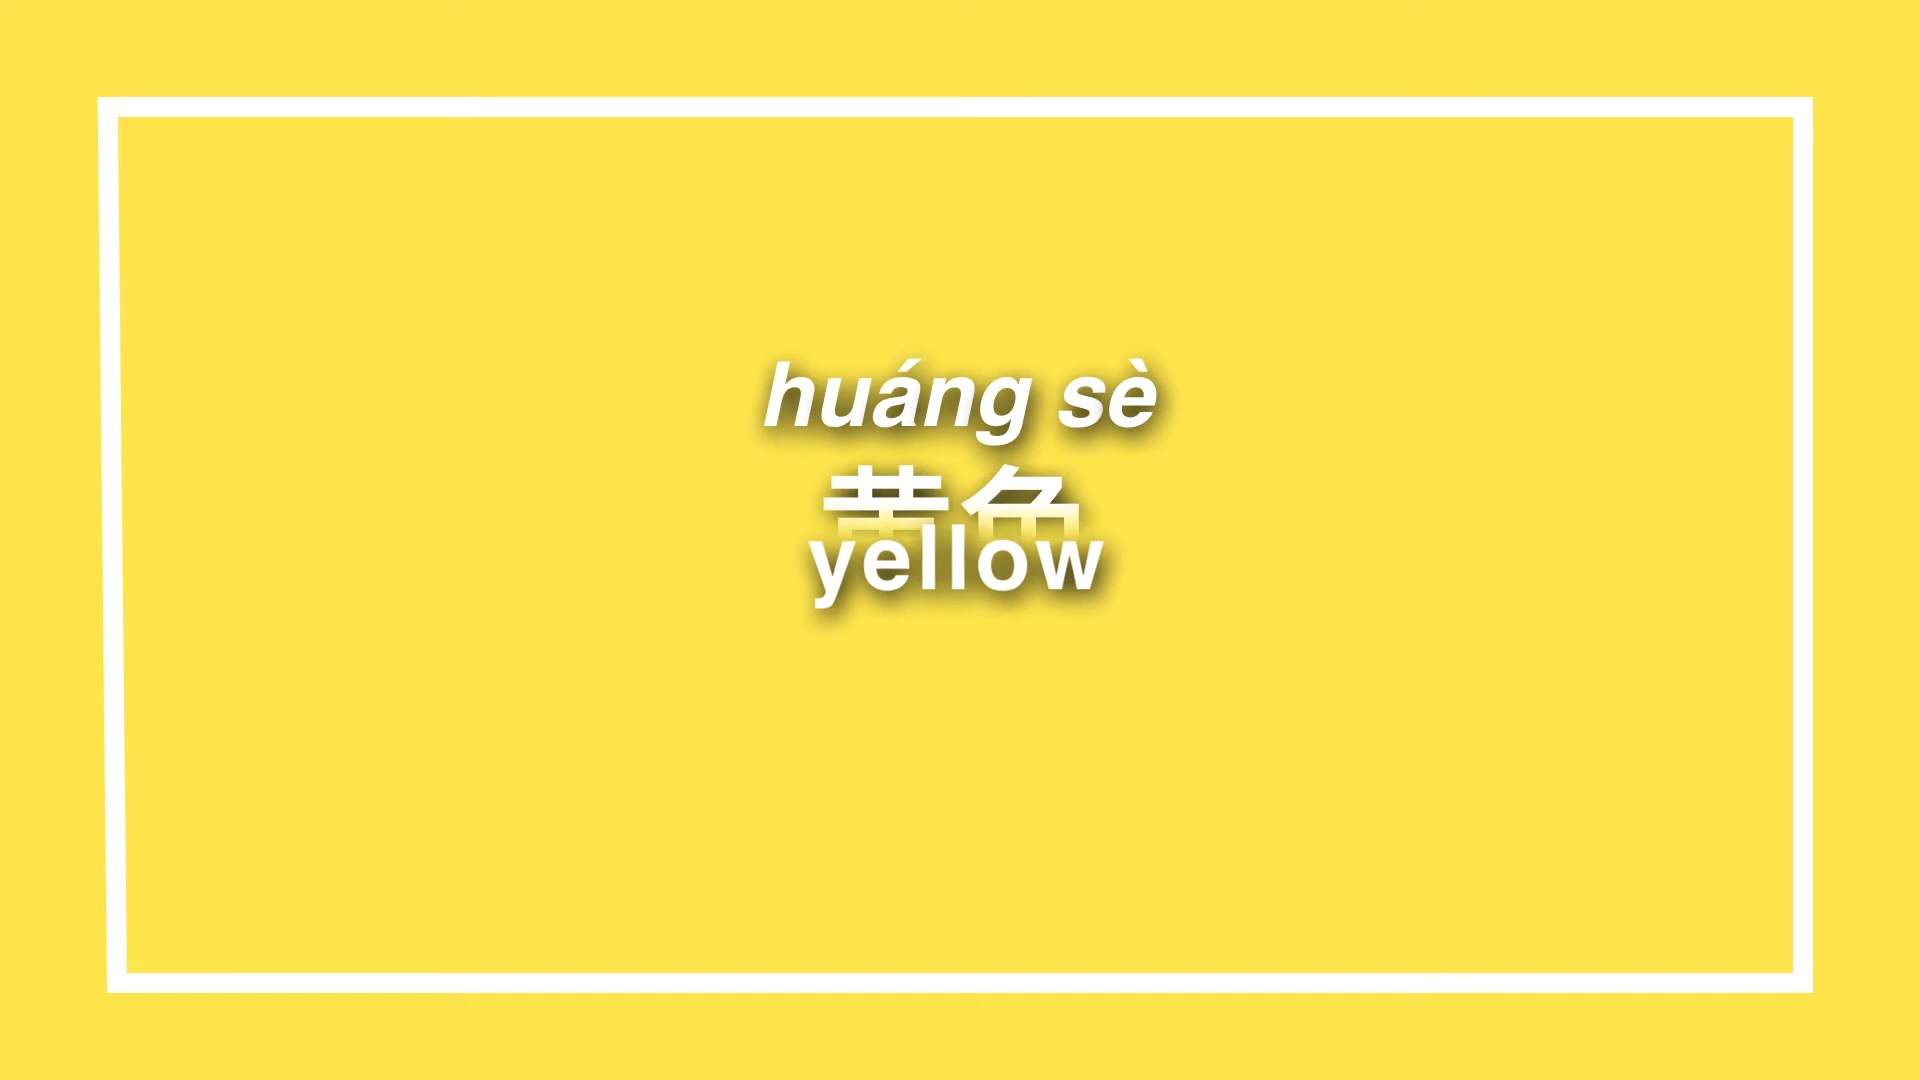 huáng sè
黄色
yellow